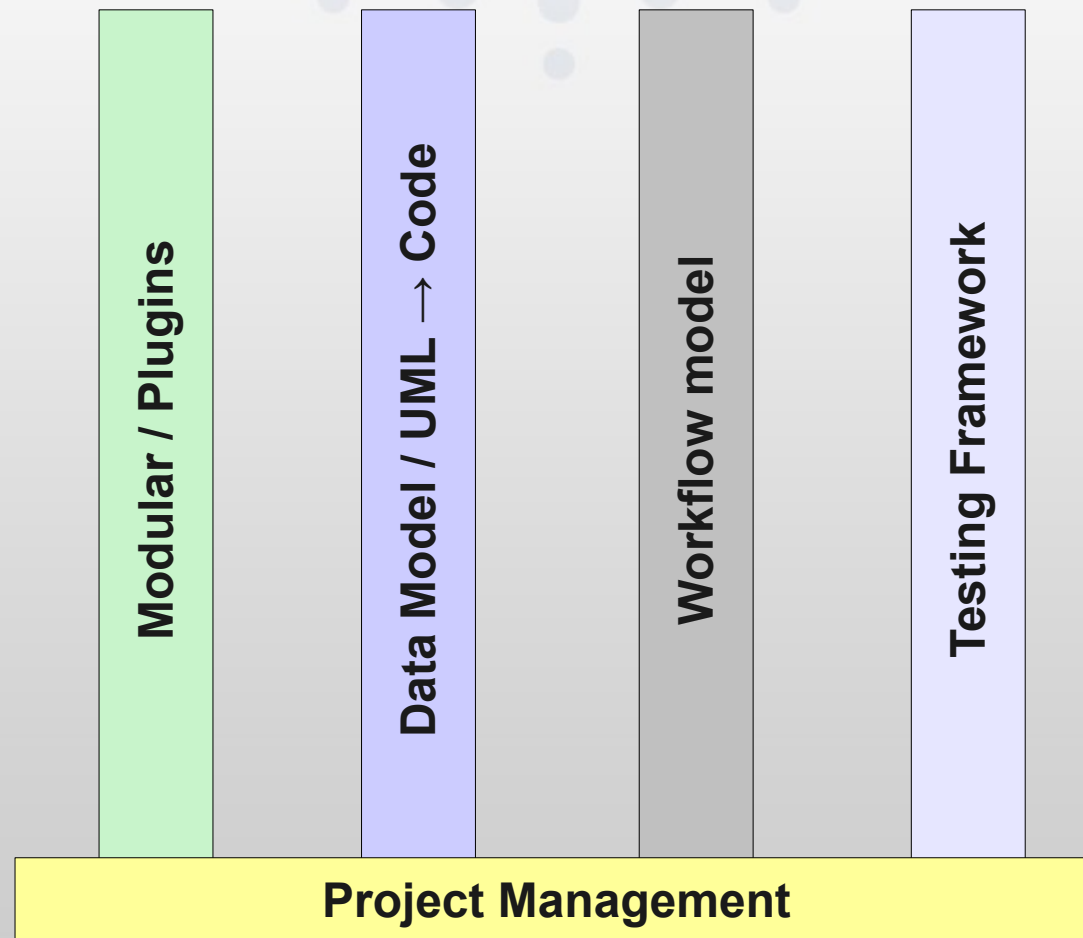 Modular / Plugins
Data Model / UML → Code
Workflow model
Testing Framework
Project Management